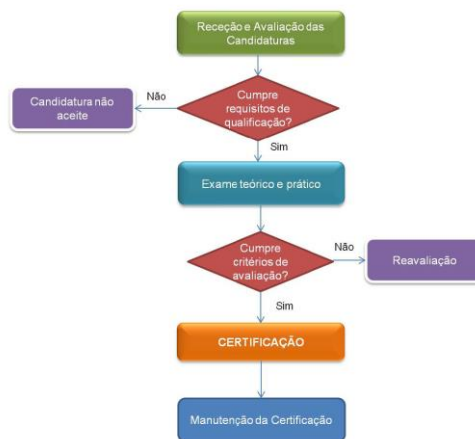 Receção e Avaliação das
Candidaturas
Não
Candidatura não
aceite
Cumpre
requisitos de
qualificação?
Sim
Exame teórico e prático
Cumpre
critérios de
avaliação?
Não
Reavaliação
Sim
CERTIFICAÇÃO
Manutenção da Certificação